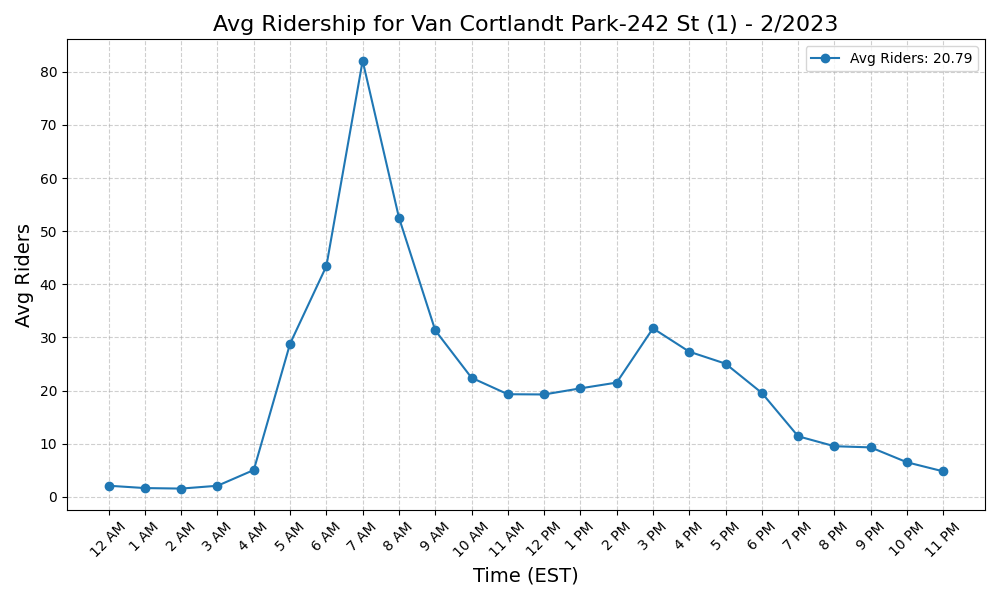 Avg Ridership for Van Cortlandt Park-242 St (1) - 2/2023
Avg Riders: 20.79
Avg Riders
80
70
60
50
40
30
20
10
0
12 AM
1 AM
2 AM
3 AM
4 AM
5 AM
6 AM
7 AM
8 AM
9 AM
10 AM
11 AM
12 PM
1 PM
2 PM
3 PM
4 PM
5 PM
6 PM
7 PM
8 PM
9 PM
10 PM
11 PM
Time (EST)